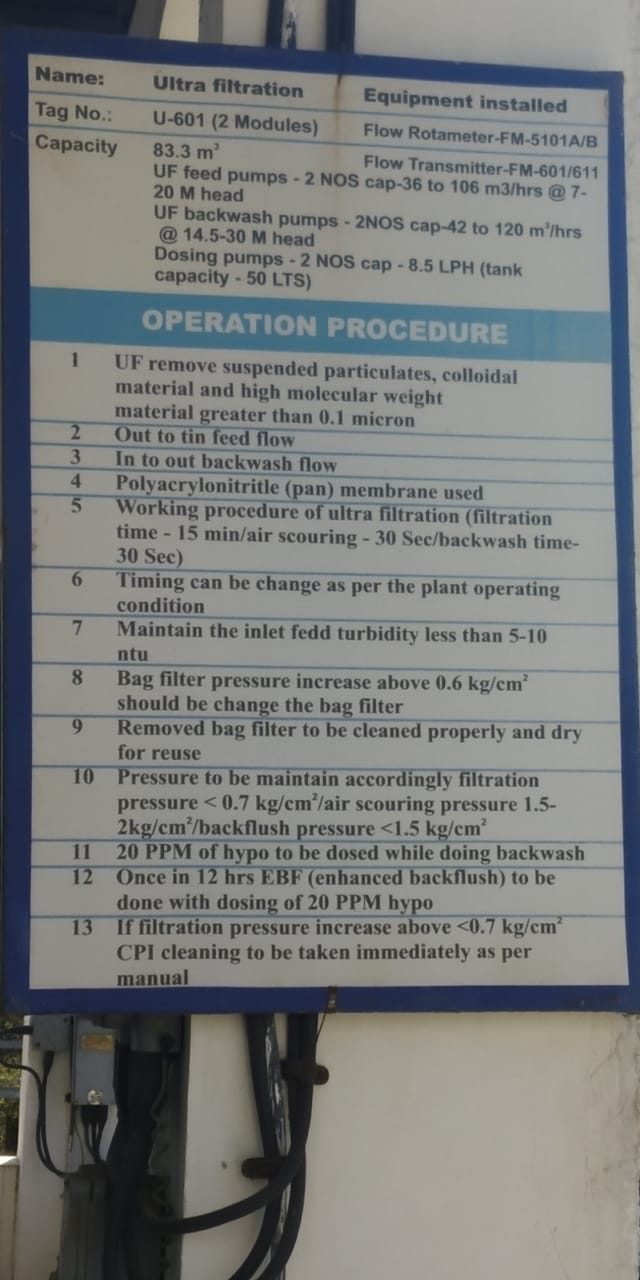 Name: Ultra filtration Equipment installed
Tag No.: U-601 (2 Modules) Flow Rotameter-FM-5101A/B
Capacity 83.3 m³ Flow Transmitter-FM-601/611
UF feed pumps - 2 NOS cap-36 to 106 m3/hrs @ 7-
20 M head
UF backwash pumps - 2NOS cap-42 to 120 m³/hrs
@ 14.5-30 M head
Dosing pumps - 2 NOS cap - 8.5 LPH (tank
capacity - 50 LTS)
OPERATION PROCEDURE
1 UF remove suspended particulates, colloidal
material and high molecular weight
material greater than 0.1 micron
2 Out to tin feed flow
3 In to out backwash flow
4 Polyacrylonitritle (pan) membrane used
5 Working procedure of ultra filtration (filtration
time - 15 min/air scouring - 30 Sec/backwash time-
30 Sec)
6 Timing can be change as per the plant operating
condition
7 Maintain the inlet fedd turbidity less than 5-10
ntu
8 Bag filter pressure increase above 0.6 kg/cm²
should be change the bag filter
9 Removed bag filter to be cleaned properly and dry
for reuse
10 Pressure to be maintain accordingly filtration
pressure < 0.7 kg/cm²/air scouring pressure 1.5-
2kg/cm²/backflush pressure <1.5 kg/cm²
11 20 PPM of hypo to be dosed while doing backwash
12 Once in 12 hrs EBF (enhanced backflush) to be
done with dosing of 20 PPM hypo
13 If filtration pressure increase above <0.7 kg/cm²
CPI cleaning to be taken immediately as per
manual